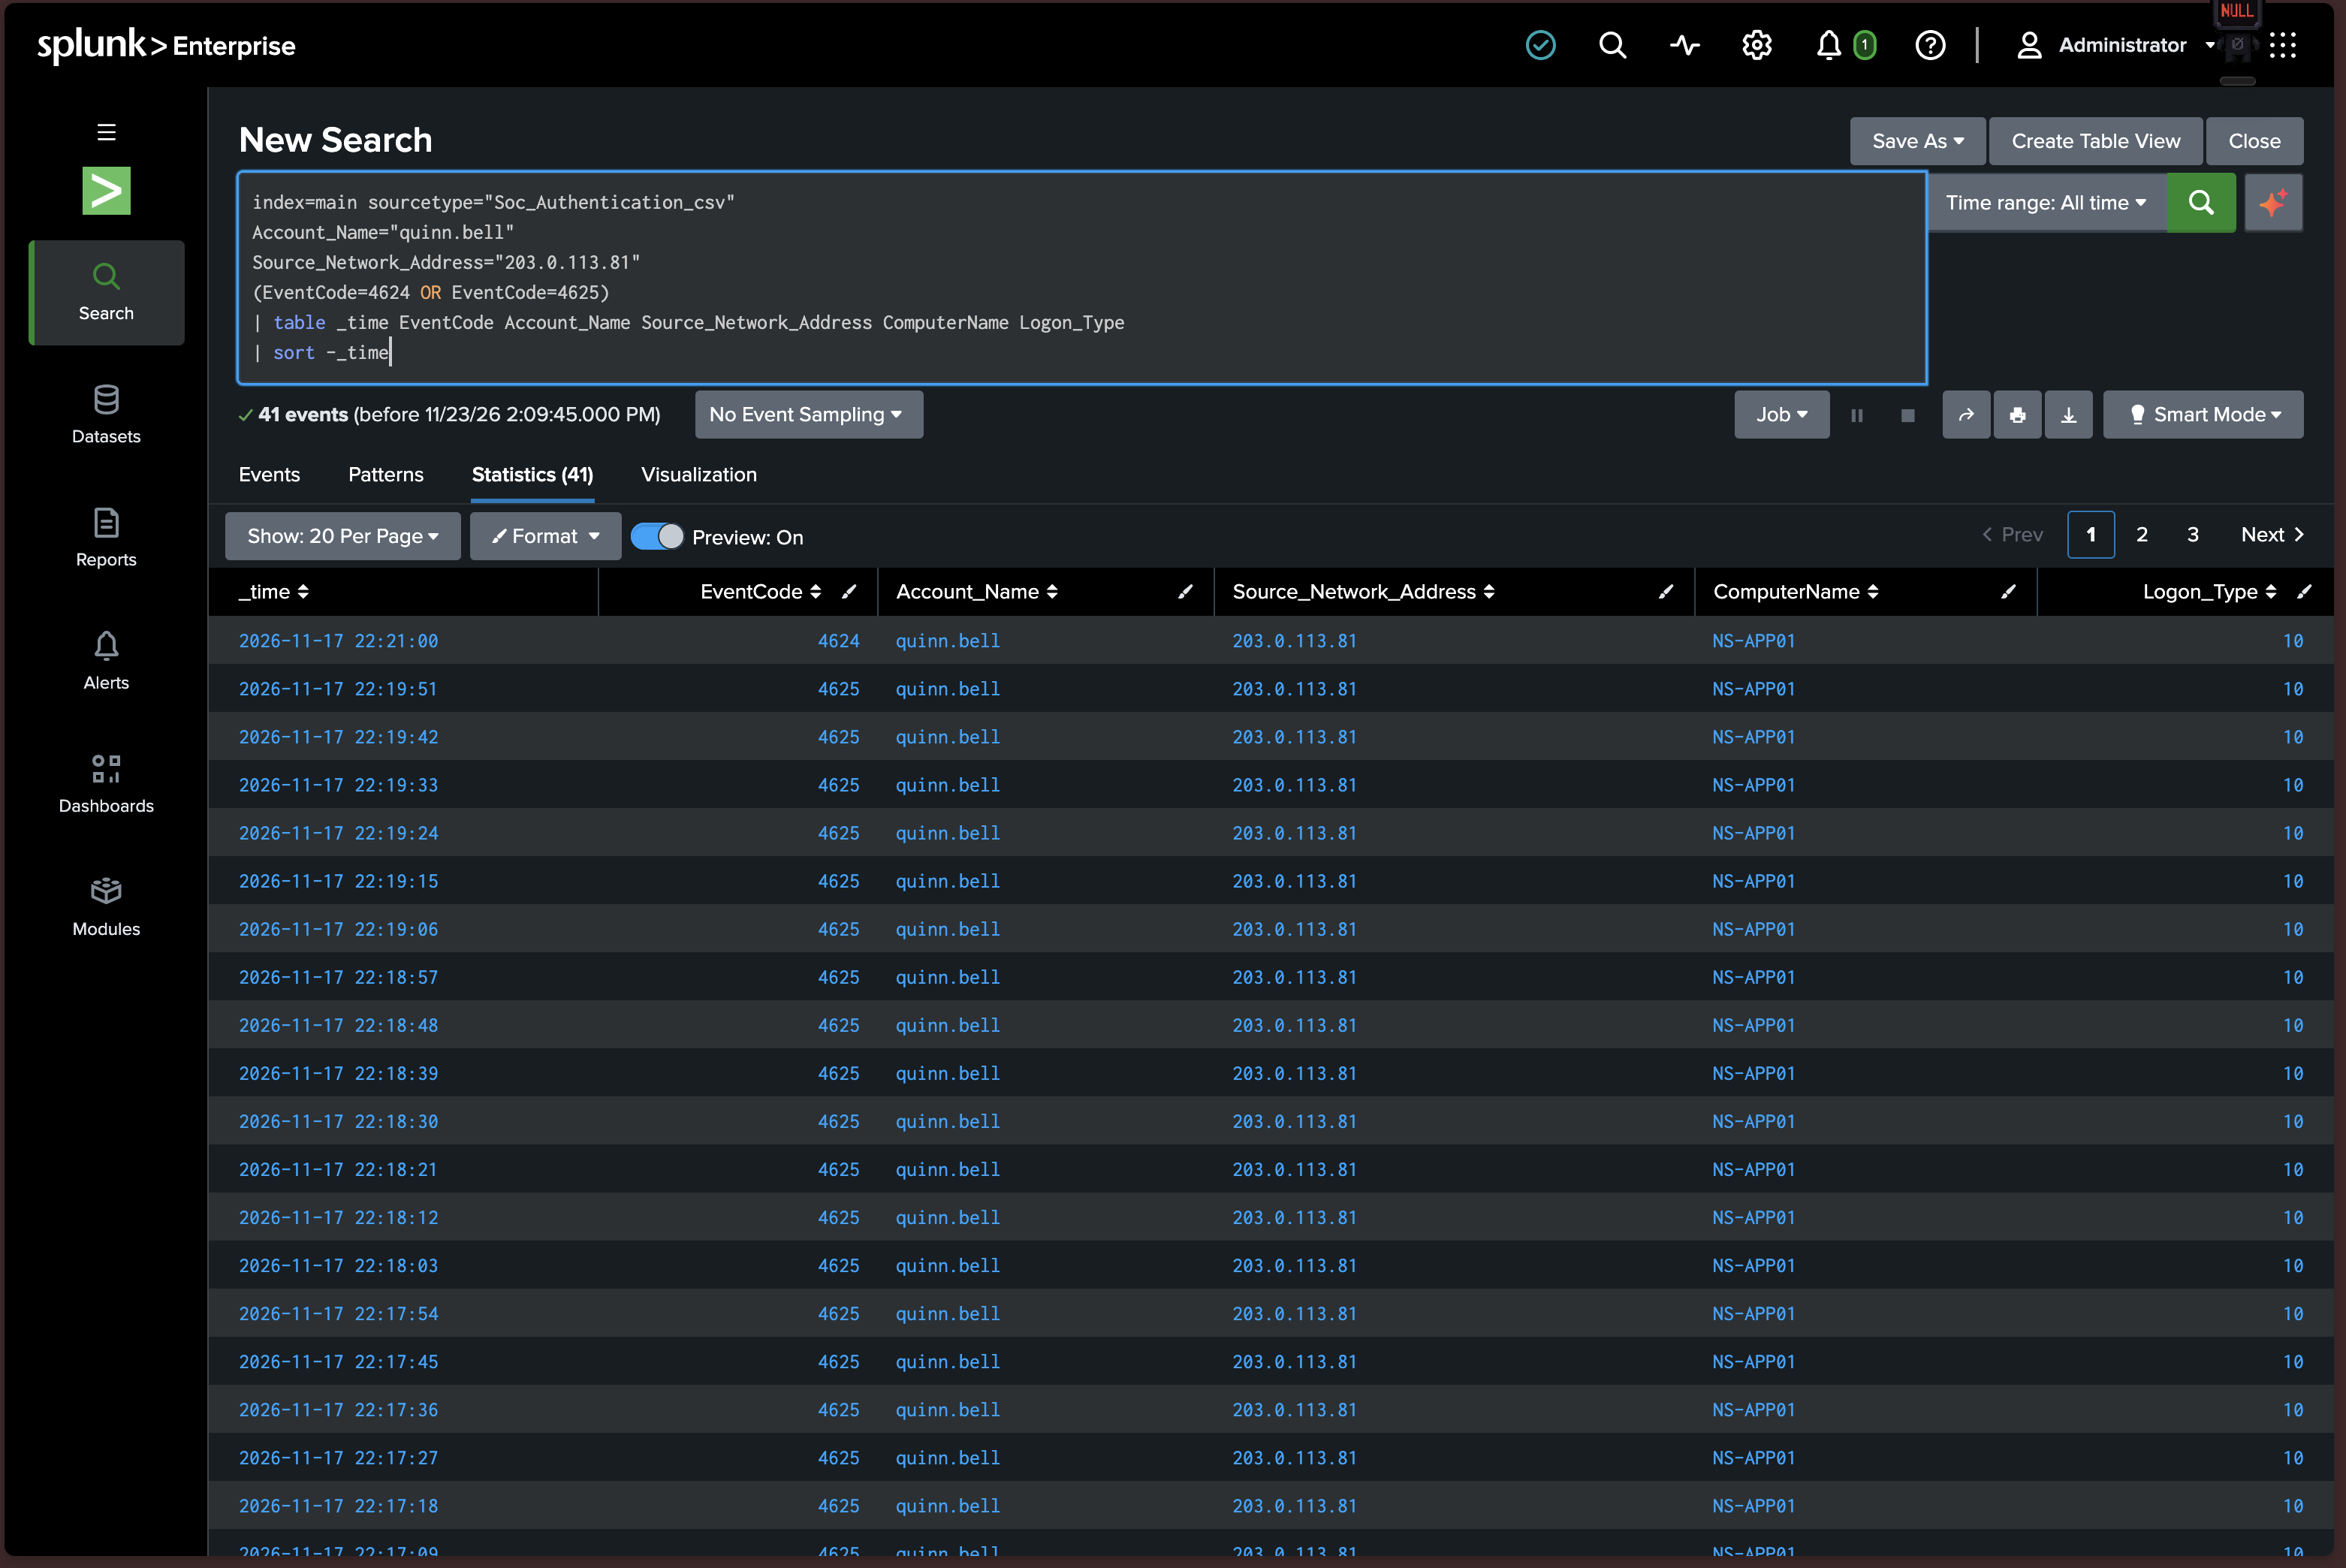 NULL
splunk>Enterprise
1
Administrator
New Search
Save As
Create Table View
Close
index=main sourcetype="Soc_Authentication_csv"
Account_Name="quinn.bell"
Source_Network_Address="203.0.113.81"
(EventCode=4624 OR EventCode=4625)
| table _time EventCode Account_Name Source_Network_Address ComputerName Logon_Type
| sort -_time
Time range: All time
Search
Datasets
Reports
Alerts
Dashboards
Modules
41 events (before 11/23/26 2:09:45.000 PM)
No Event Sampling
Job
Smart Mode
Events Patterns Statistics (41) Visualization
Show: 20 Per Page
Format
Preview: On
< Prev 1 2 3 Next >
_time EventCode Account_Name Source_Network_Address ComputerName Logon_Type
2026-11-17 22:21:00 4624 quinn.bell 203.0.113.81 NS-APP01 10
2026-11-17 22:19:51 4625 quinn.bell 203.0.113.81 NS-APP01 10
2026-11-17 22:19:42 4625 quinn.bell 203.0.113.81 NS-APP01 10
2026-11-17 22:19:33 4625 quinn.bell 203.0.113.81 NS-APP01 10
2026-11-17 22:19:24 4625 quinn.bell 203.0.113.81 NS-APP01 10
2026-11-17 22:19:15 4625 quinn.bell 203.0.113.81 NS-APP01 10
2026-11-17 22:19:06 4625 quinn.bell 203.0.113.81 NS-APP01 10
2026-11-17 22:18:57 4625 quinn.bell 203.0.113.81 NS-APP01 10
2026-11-17 22:18:48 4625 quinn.bell 203.0.113.81 NS-APP01 10
2026-11-17 22:18:39 4625 quinn.bell 203.0.113.81 NS-APP01 10
2026-11-17 22:18:30 4625 quinn.bell 203.0.113.81 NS-APP01 10
2026-11-17 22:18:21 4625 quinn.bell 203.0.113.81 NS-APP01 10
2026-11-17 22:18:12 4625 quinn.bell 203.0.113.81 NS-APP01 10
2026-11-17 22:18:03 4625 quinn.bell 203.0.113.81 NS-APP01 10
2026-11-17 22:17:54 4625 quinn.bell 203.0.113.81 NS-APP01 10
2026-11-17 22:17:45 4625 quinn.bell 203.0.113.81 NS-APP01 10
2026-11-17 22:17:36 4625 quinn.bell 203.0.113.81 NS-APP01 10
2026-11-17 22:17:27 4625 quinn.bell 203.0.113.81 NS-APP01 10
2026-11-17 22:17:18 4625 quinn.bell 203.0.113.81 NS-APP01 10
2026-11-17 22:17:09 4625 quinn.bell 203.0.113.81 NS-APP01 10